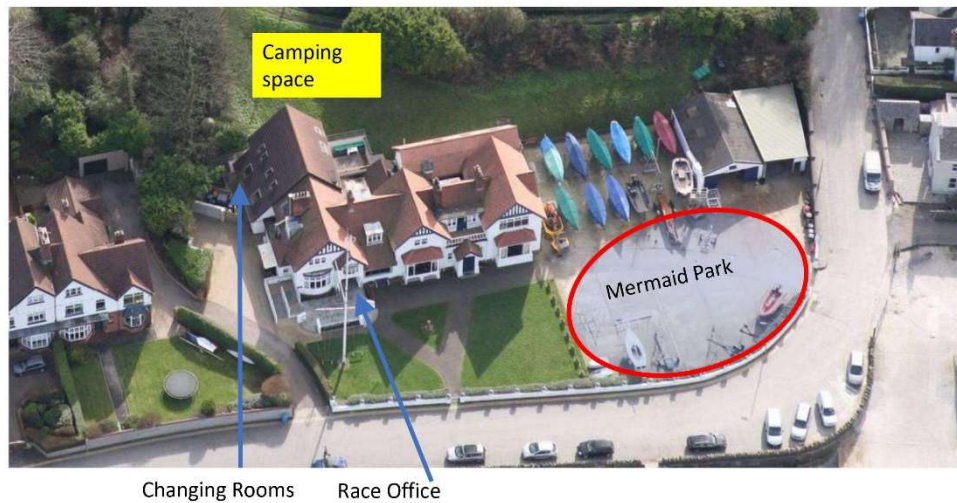 Camping
space
Mermaid Park
Changing Rooms
Race Office